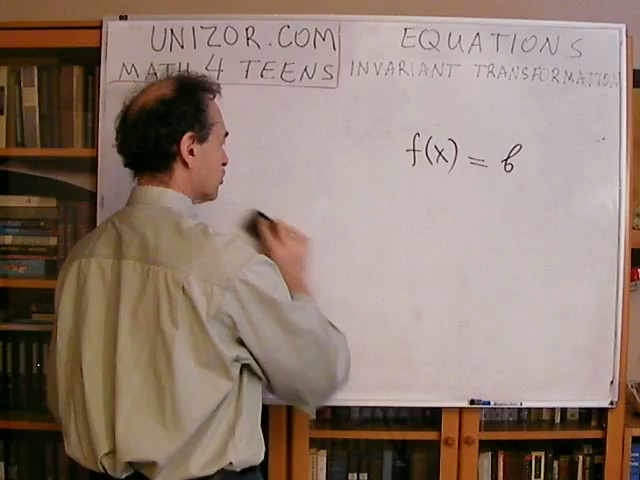 UNIZOR.COM
MATH 4 TEENS
EQUATIONS
INVARIANT TRANSFORMATION
f(x) = b